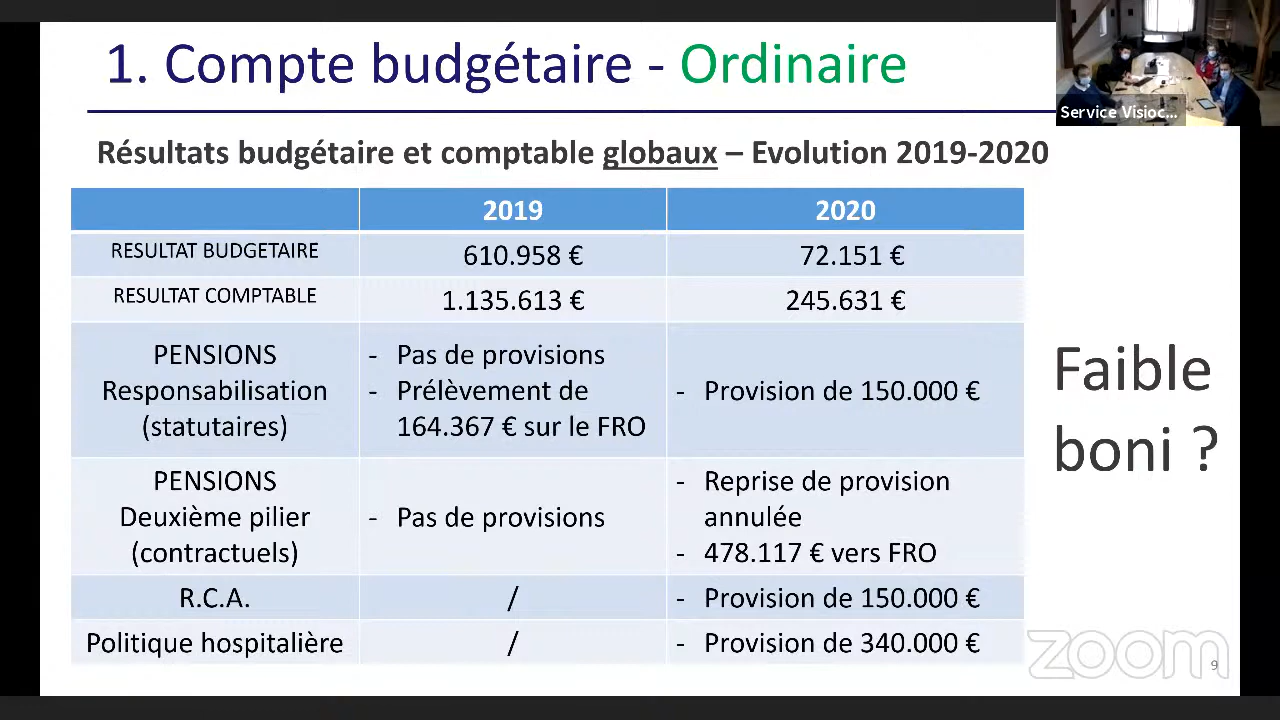 1. Compte budgétaire - Ordinaire
Service Visioc...
Résultats budgétaire et comptable globaux – Evolution 2019-2020
2019 2020
RESULTAT BUDGETAIRE 610.958 € 72.151 €
RESULTAT COMPTABLE 1.135.613 € 245.631 €
PENSIONS
Responsabilisation
(statutaires)
- Pas de provisions
- Prélèvement de
164.367 € sur le FRO
- Provision de 150.000 €
PENSIONS
Deuxième pilier
(contractuels)
- Pas de provisions
- Reprise de provision
annulée
- 478.117 € vers FRO
R.C.A. / - Provision de 150.000 €
Politique hospitalière / - Provision de 340.000 €
Faible
boni ?
zoom
9